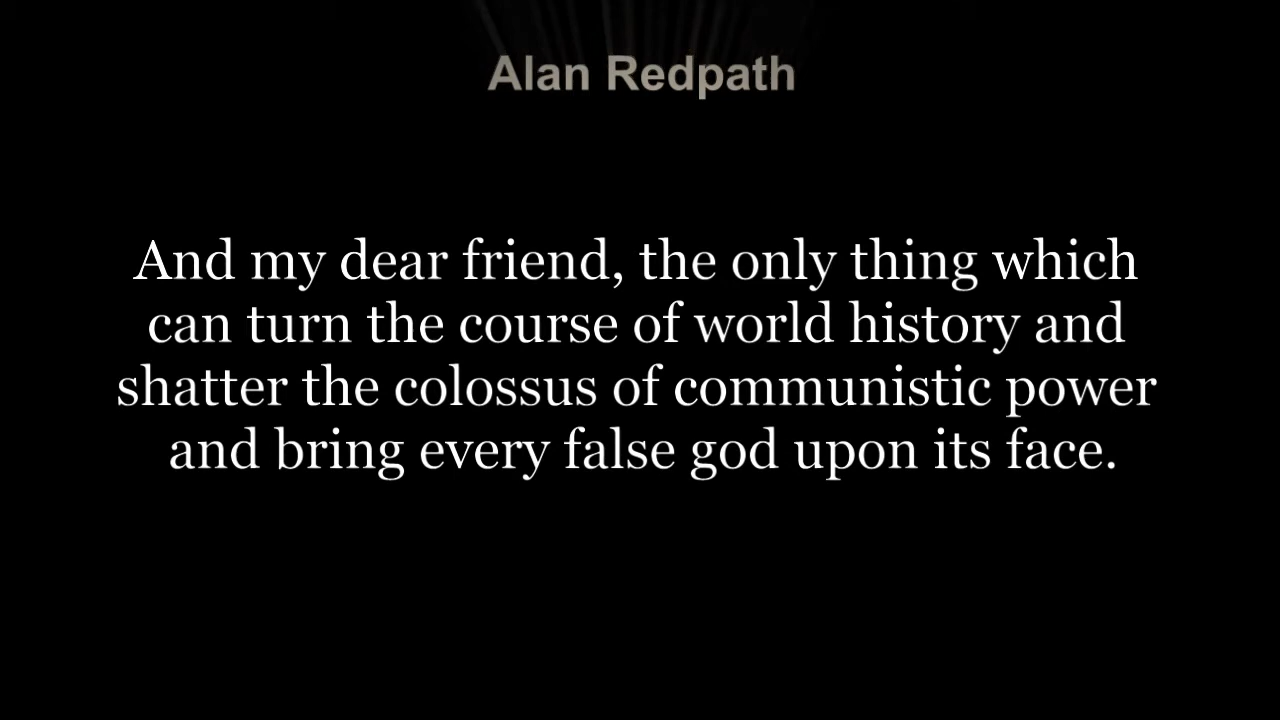 Alan Redpath
And my dear friend, the only thing which
can turn the course of world history and
shatter the colossus of communistic power
and bring every false god upon its face.